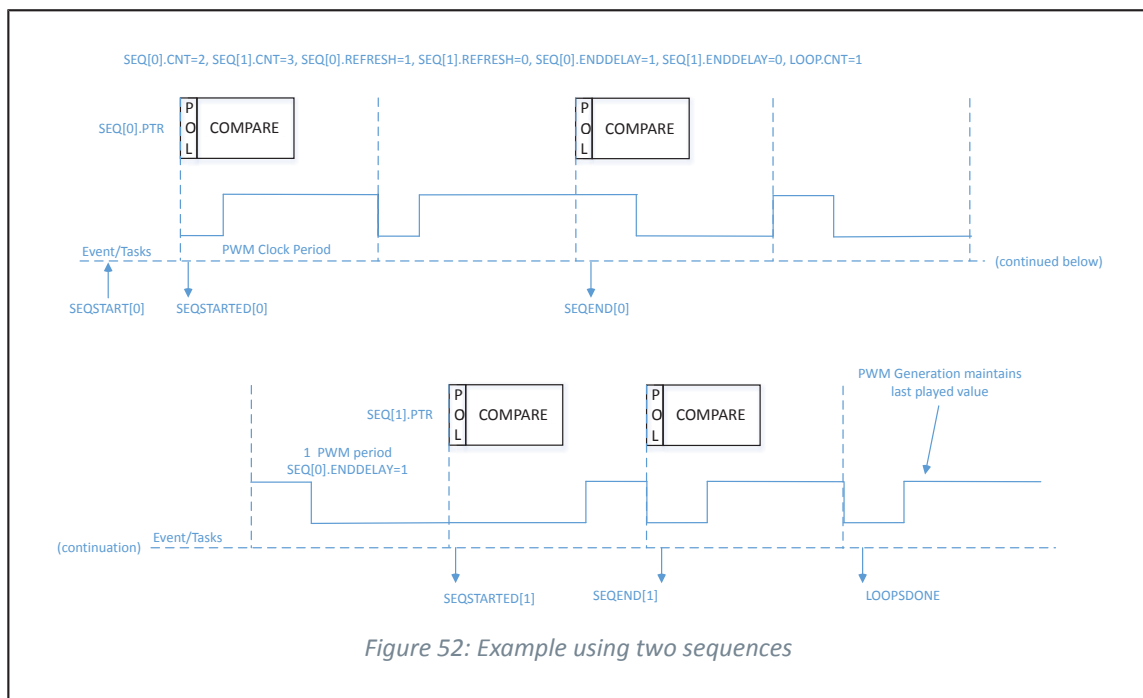 SEQ[0].CNT=2, SEQ[1].CNT=3, SEQ[0].REFRESH=1, SEQ[1].REFRESH=0, SEQ[0].ENDDELAY=1, SEQ[1].ENDDELAY=0, LOOP.CNT=1
SEQ[0].PTR
POL
COMPARE
POL
COMPARE
Event/Tasks
PWM Clock Period
(continued below)
SEQSTART[0]
SEQSTARTED[0]
SEQEND[0]
PWM Generation maintains
last played value
SEQ[1].PTR
POL
COMPARE
POL
COMPARE
1 PWM period
SEQ[0].ENDDELAY=1
(continuation)
Event/Tasks
SEQSTARTED[1]
SEQEND[1]
LOOPSDONE
Figure 52: Example using two sequences